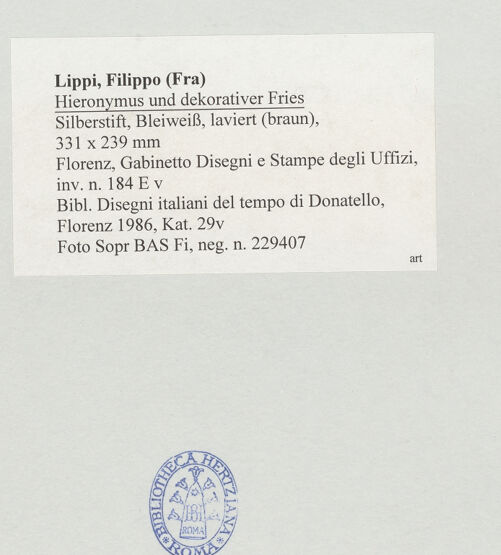 Lippi, Filippo (Fra)
Hieronymus und dekorativer Fries
Silberstift, Bleiweiß, laviert (braun),
331 x 239 mm
Florenz, Gabinetto Disegni e Stampe degli Uffizi,
inv. n. 184 E v
Bibl. Disegni italiani del tempo di Donatello,
Florenz 1986, Kat. 29v
Foto Sopr BAS Fi, neg. n. 229407
art
BIBLIOTHECA HERTZIANA
ROMA
* ROMA *